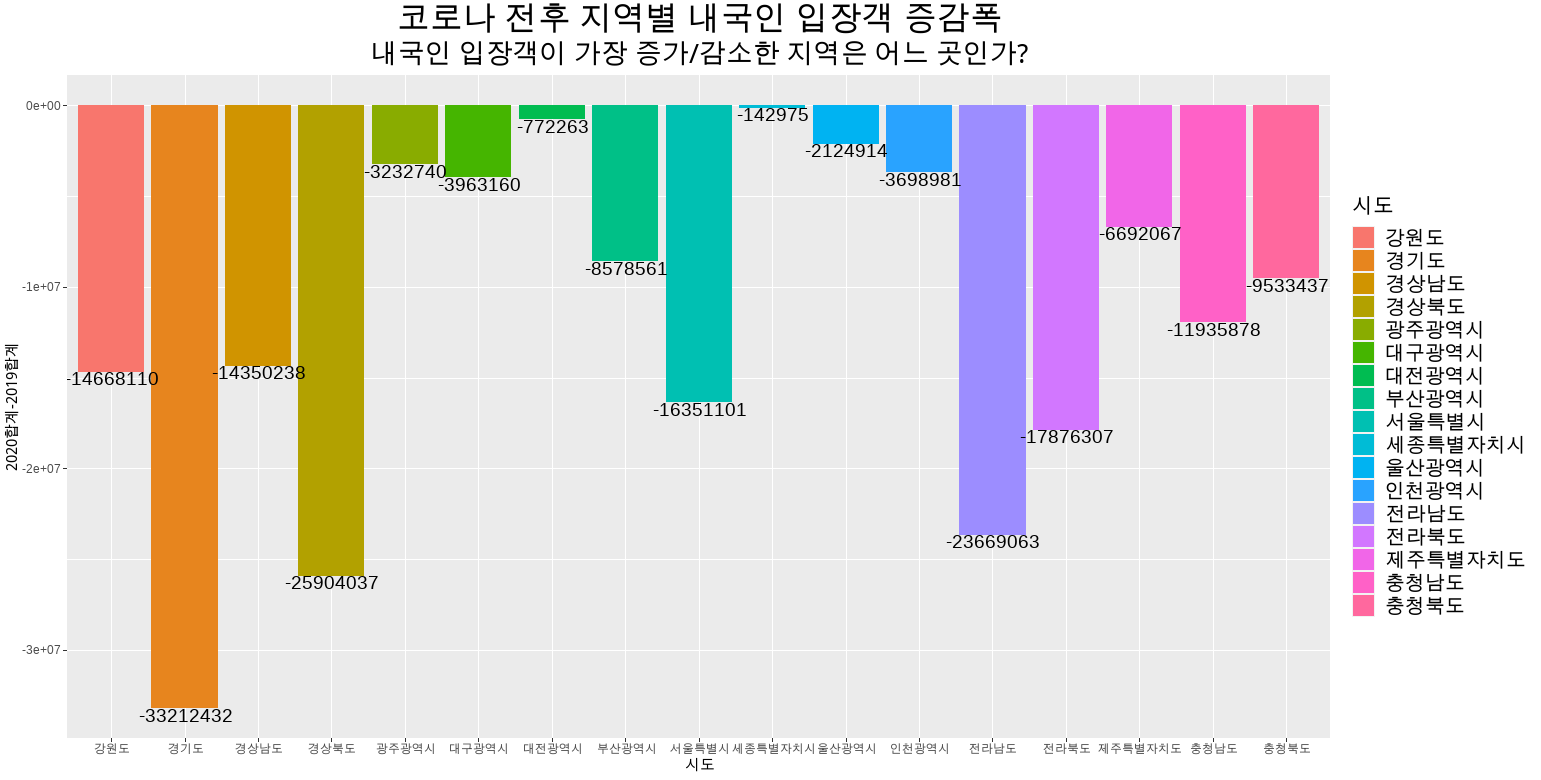 코로나 전후 지역별 내국인 입장객 증감폭
내국인 입장객이 가장 증가/감소한 지역은 어느 곳인가?
2020합계-2019합계
0e+00
-1e+07
-2e+07
-3e+07
-14668110
-33212432
-14350238
-25904037
-3232740
-3963160
-772263
-8578561
-16351101
-142975
-2124914
-3698981
-23669063
-17876307
-6692067
-11935878
-9533437
강원도
경기도
경상남도
경상북도
광주광역시
대구광역시
대전광역시
부산광역시
서울특별시
세종특별자치시
울산광역시
인천광역시
전라남도
전라북도
제주특별자치도
충청남도
충청북도
시도
시도
강원도
경기도
경상남도
경상북도
광주광역시
대구광역시
대전광역시
부산광역시
서울특별시
세종특별자치시
울산광역시
인천광역시
전라남도
전라북도
제주특별자치도
충청남도
충청북도